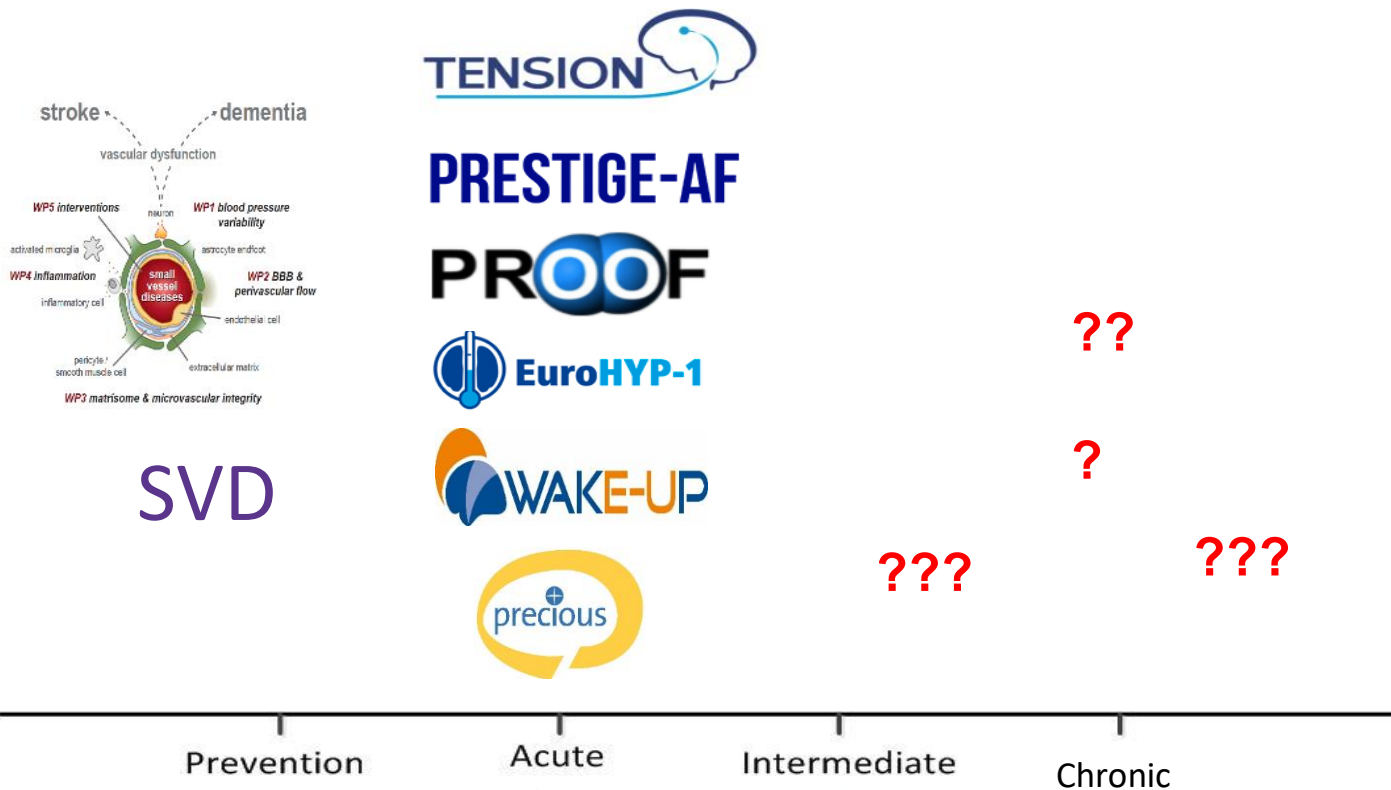 TENSION
stroke
dementia
vascular dysfunction
WP5 interventions
neuron
WP1 blood pressure
variability
activated microglia
astrocyte endfoot
WP4 inflammation
small
vessel
diseases
WP2 BBB &
perivascular flow
inflammatory cell
endothelial cell
pericyte /
smooth muscle cell
extracellular matrix
WP3 matrisome & microvascular integrity
SVD
PRESTIGE-AF
PROOF
EuroHYP-1
WAKE-UP
precious
??
?
???
???
Prevention
Acute
Intermediate
Chronic